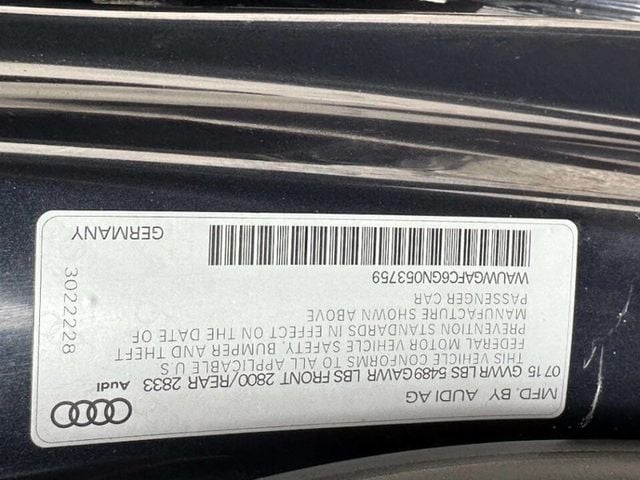 MFD. BY AUDI AG
Audi
07 15 GVWR LBS 5489 GAWR LBS FRONT 2800/REAR 2833
THIS VEHICLE CONFORMS TO ALL APPLICABLE U.S
FEDERAL MOTOR VEHICLE SAFETY, BUMPER AND THEFT
PREVENTION STANDARDS IN EFFECT ON THE DATE OF
MANUFACTURE SHOWN ABOVE
PASSENGER CAR
WAUWGAFC6GN053759
GERMANY
3022228